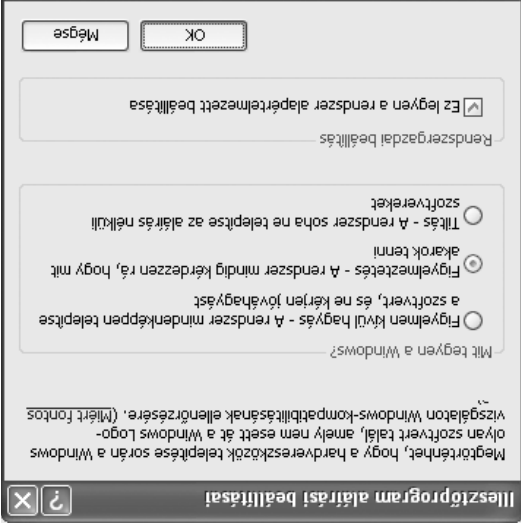 Illesztőprogram aláírási beállításai
Megtörténhet, hogy a hardvereszközök telepítése során a Windows
olyan szoftvert talál, amely nem esett át a Windows Logo-
vizsgálaton Windows-kompatibilitásának ellenőrzésére. (Miért fontos
Mit tegyen a Windows?
Figyelmen kívül hagyás - A rendszer mindenképpen telepítse
a szoftvert, és ne kérjen jóváhagyást
Figyelmeztetés - A rendszer mindig kérdezzen rá, hogy mit
akarok tenni
Tiltás - A rendszer soha ne telepítse az aláírás nélküli
szoftvereket
Rendszergazdai beállítás
Ez legyen a rendszer alapértelmezett beállítása
OK
Mégse